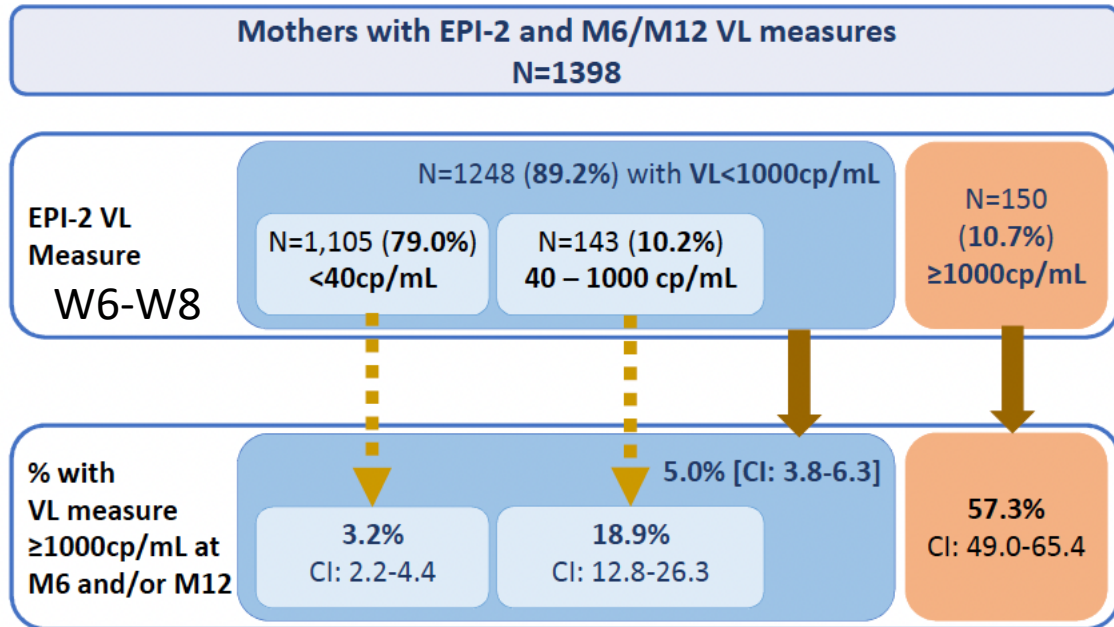 Mothers with EPI-2 and M6/M12 VL measures
N=1398
EPI-2 VL
Measure
W6-W8
N=1248 (89.2%) with VL<1000cp/mL
N=1,105 (79.0%)
<40cp/mL
N=143 (10.2%)
40 – 1000 cp/mL
N=150
(10.7%)
≥1000cp/mL
% with
VL measure
≥1000cp/mL at
M6 and/or M12
5.0% [CI: 3.8-6.3]
3.2%
CI: 2.2-4.4
18.9%
CI: 12.8-26.3
57.3%
CI: 49.0-65.4